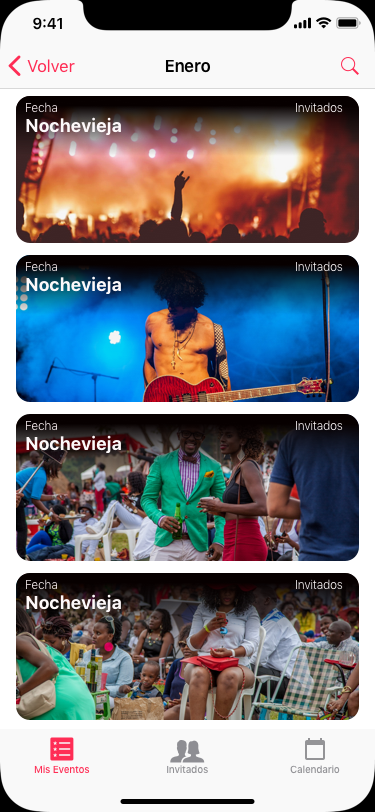 9:41
Volver
Enero
Fecha
Invitados
Nochevieja
Fecha
Invitados
Nochevieja
Fecha
Invitados
Nochevieja
Fecha
Invitados
Nochevieja
Mis Eventos
Invitados
Calendario